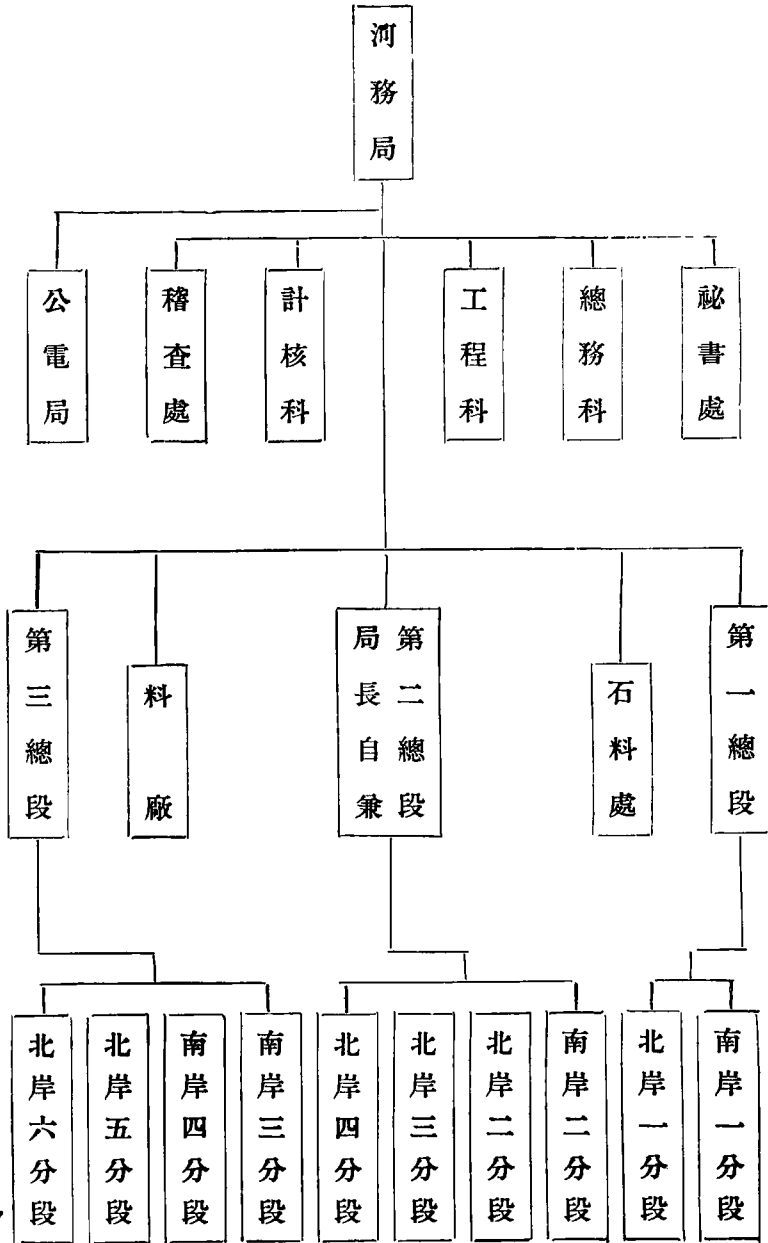 河務局
祕書處
總務科
工程科
計核科
稽查處
公電局
第一總段
石料處
第二總段
局長自兼
料廠
第三總段
南岸一分段
北岸一分段
南岸二分段
北岸二分段
北岸三分段
北岸四分段
南岸三分段
南岸四分段
北岸五分段
北岸六分段